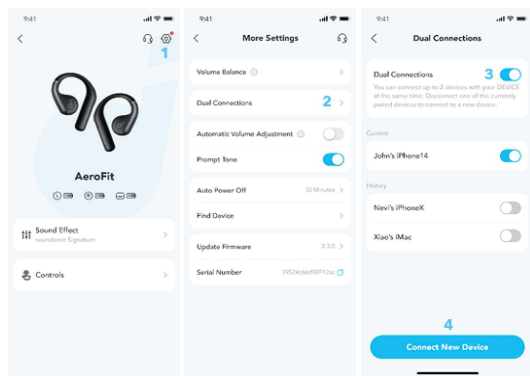 9:41
1
AeroFit
Sound Effect
soundcore Signature
Controls
9:41
More Settings
Volume Balance
Dual Connections
2
Automatic Volume Adjustment
Prompt Tone
Auto Power Off
30 Minutes
Find Device
Update Firmware
2.3.0
Serial Number
9:41
Dual Connections
Dual Connections
3
You can connect up to 2 devices with your DEVICE
at the same time. Disconnect one of the currently
paired devices to connect to a new device.
Current
John's iPhone14
History
Novi's iPhoneX
Xiao's iMac
4
Connect New Device